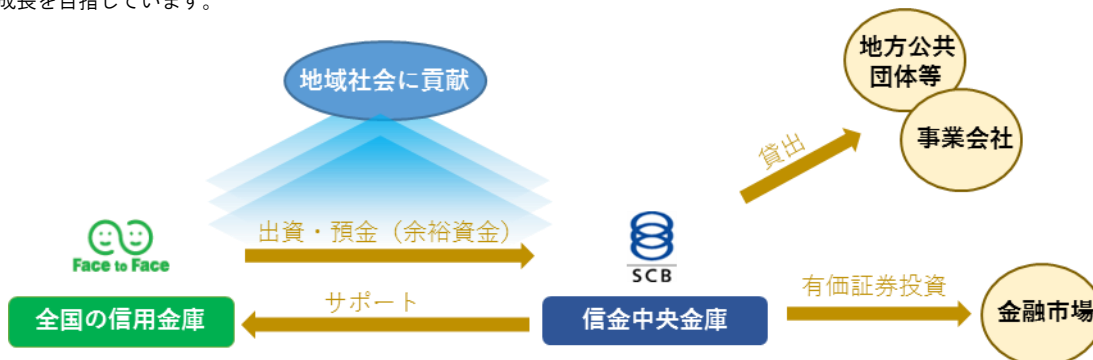 成長を目指しています。
地域社会に貢献
地方公共
団体等
事業会社
貸出
出資・預金（余裕資金）
Face to Face
SCB
サポート
有価証券投資
全国の信用金庫
信金中央金庫
金融市場